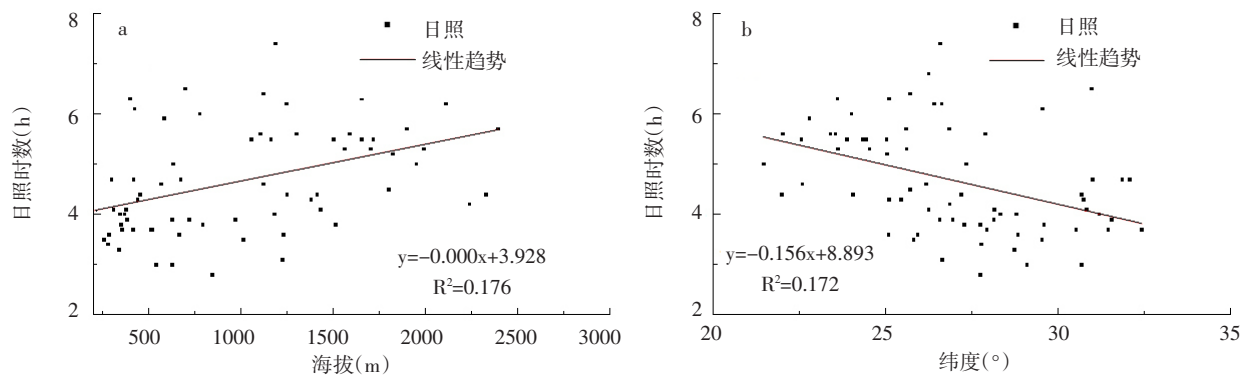 a
日照
线性趋势
8
6
4
2
日照时数(h)
y=-0.000x+3.928
R²=0.176
500 1000 1500 2000 2500 3000
海拔(m)
b
日照
线性趋势
8
6
4
2
日照时数(h)
y=-0.156x+8.893
R²=0.172
20 25 30 35
纬度(°)